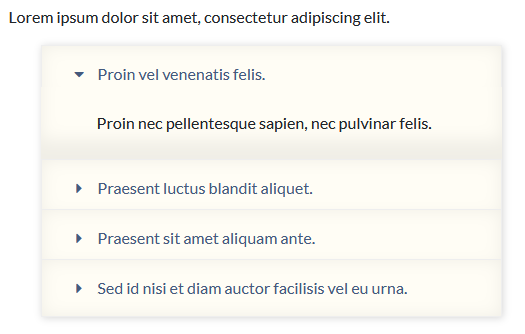 Lorem ipsum dolor sit amet, consectetur adipiscing elit.
Proin vel venenatis felis.
Proin nec pellentesque sapien, nec pulvinar felis.
Praesent luctus blandit aliquet.
Praesent sit amet aliquam ante.
Sed id nisi et diam auctor facilisis vel eu urna.